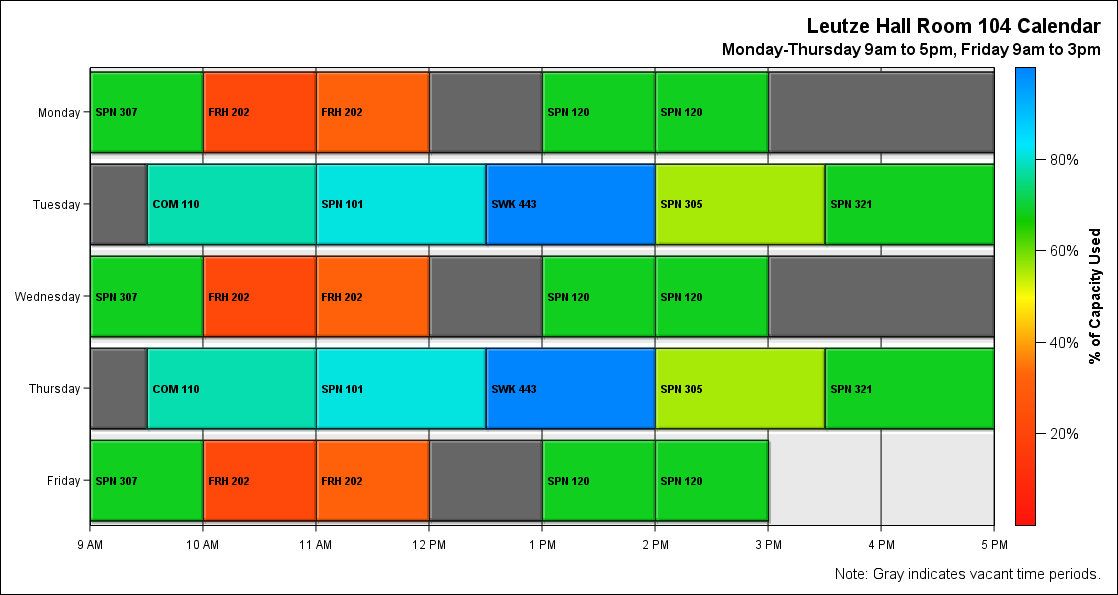 Leutze Hall Room 104 Calendar
Monday-Thursday 9am to 5pm, Friday 9am to 3pm
Monday
SPN 307
FRH 202
FRH 202
SPN 120
SPN 120
Tuesday
COM 110
SPN 101
SWK 443
SPN 305
SPN 321
Wednesday
SPN 307
FRH 202
FRH 202
SPN 120
SPN 120
Thursday
COM 110
SPN 101
SWK 443
SPN 305
SPN 321
Friday
SPN 307
FRH 202
FRH 202
SPN 120
SPN 120
9 AM
10 AM
11 AM
12 PM
1 PM
2 PM
3 PM
4 PM
5 PM
80%
60%
40%
20%
% of Capacity Used
Note: Gray indicates vacant time periods.